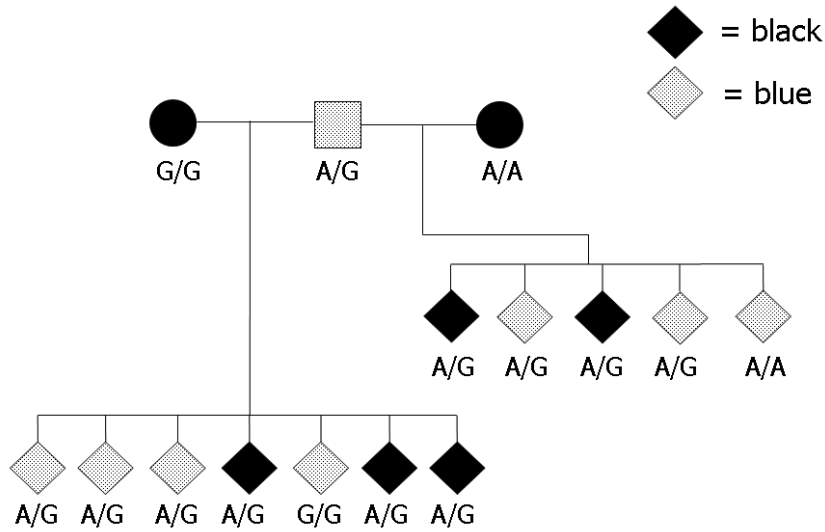 = black
= blue
G/G A/G A/A
A/G A/G A/G A/G A/A
A/G A/G A/G A/G G/G A/G A/G